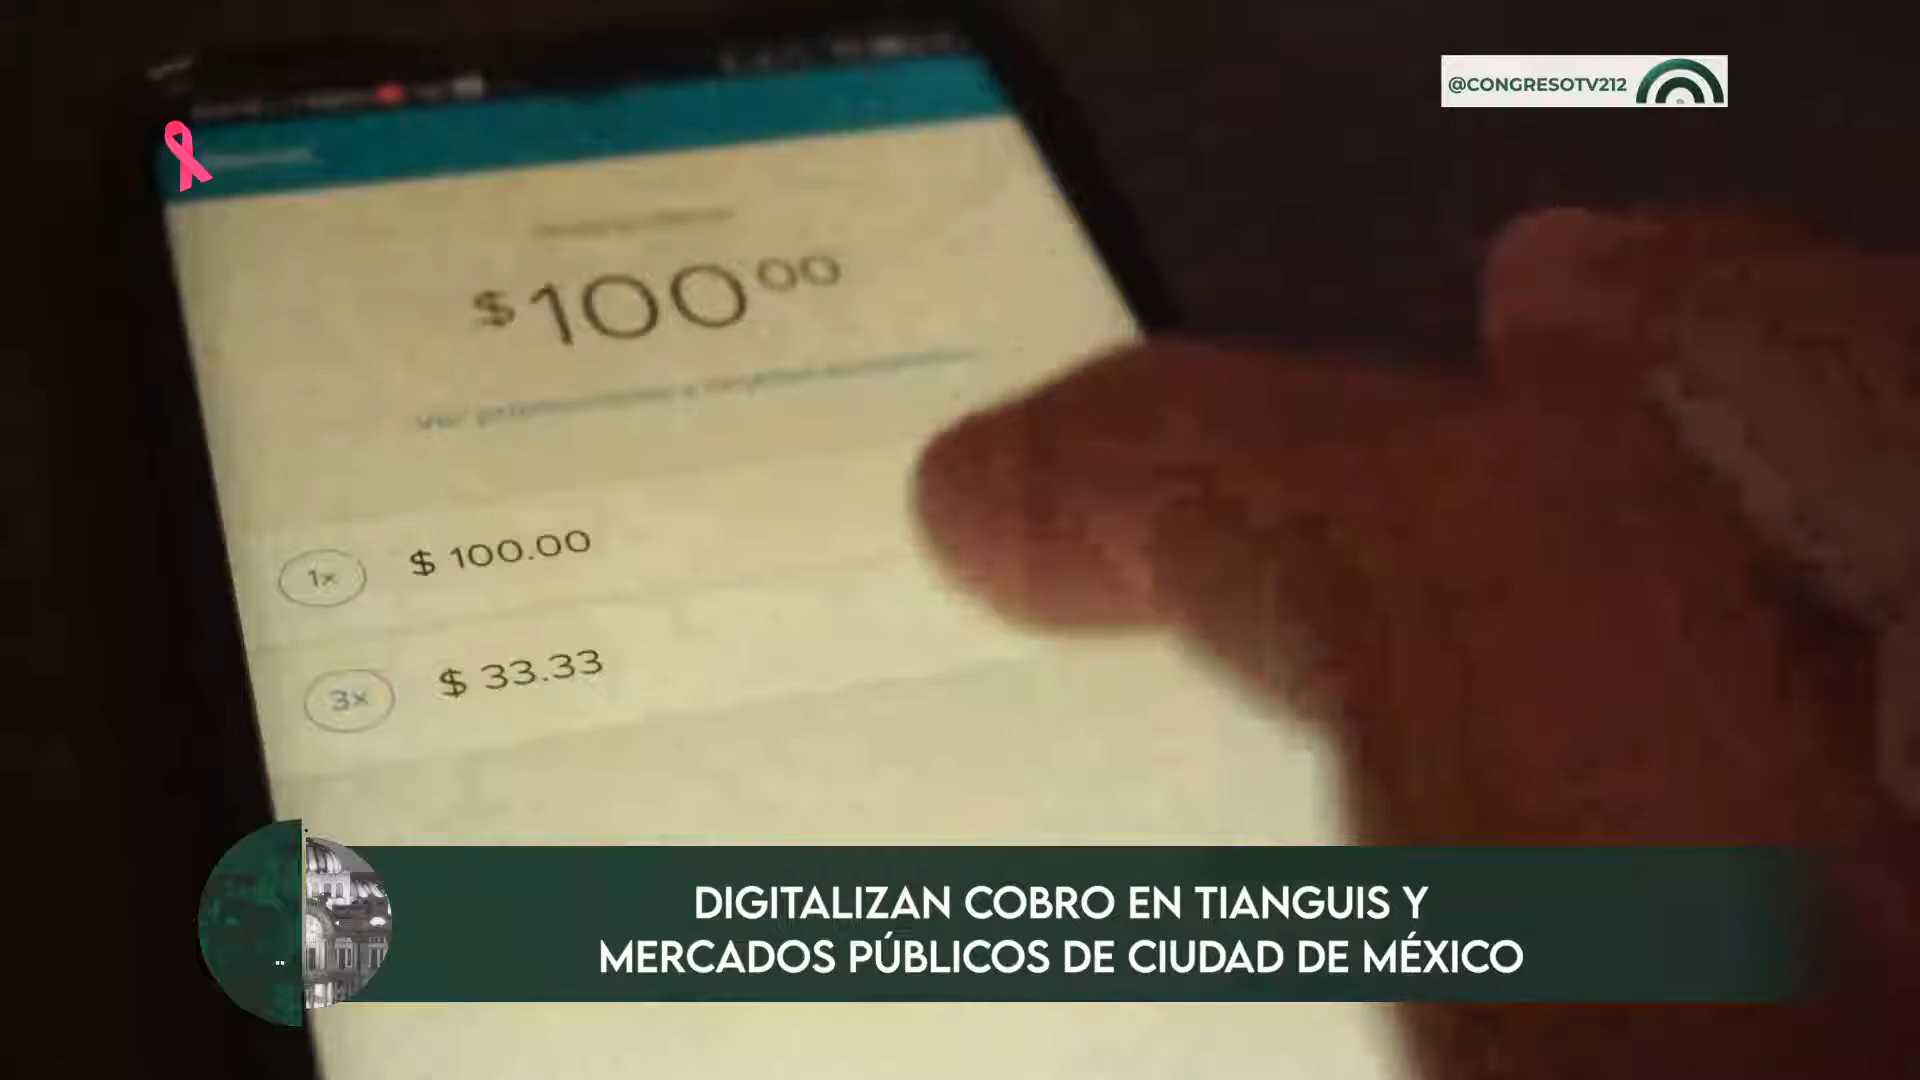 @CONGRESOTV212
$100⁰⁰
1x $ 100.00
3x $ 33.33
DIGITALIZAN COBRO EN TIANGUIS Y
MERCADOS PÚBLICOS DE CIUDAD DE MÉXICO